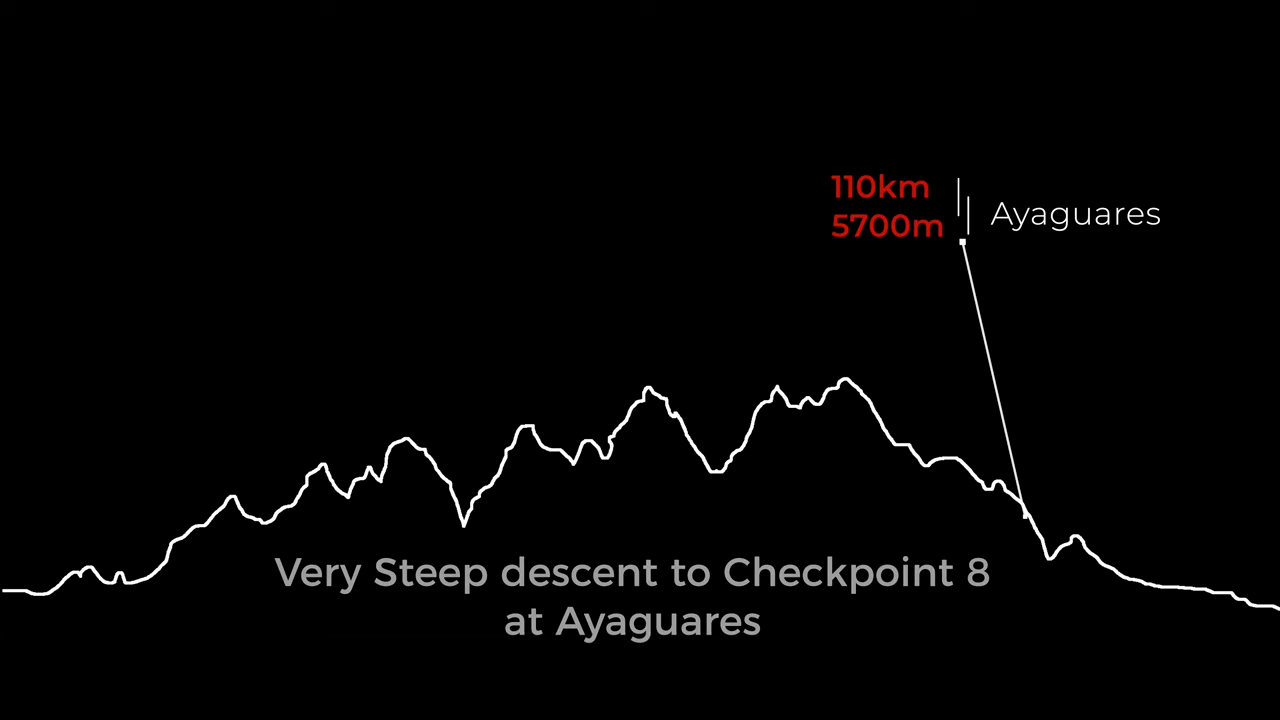 110km
5700m
Ayaguares
Very Steep descent to Checkpoint 8
at Ayaguares